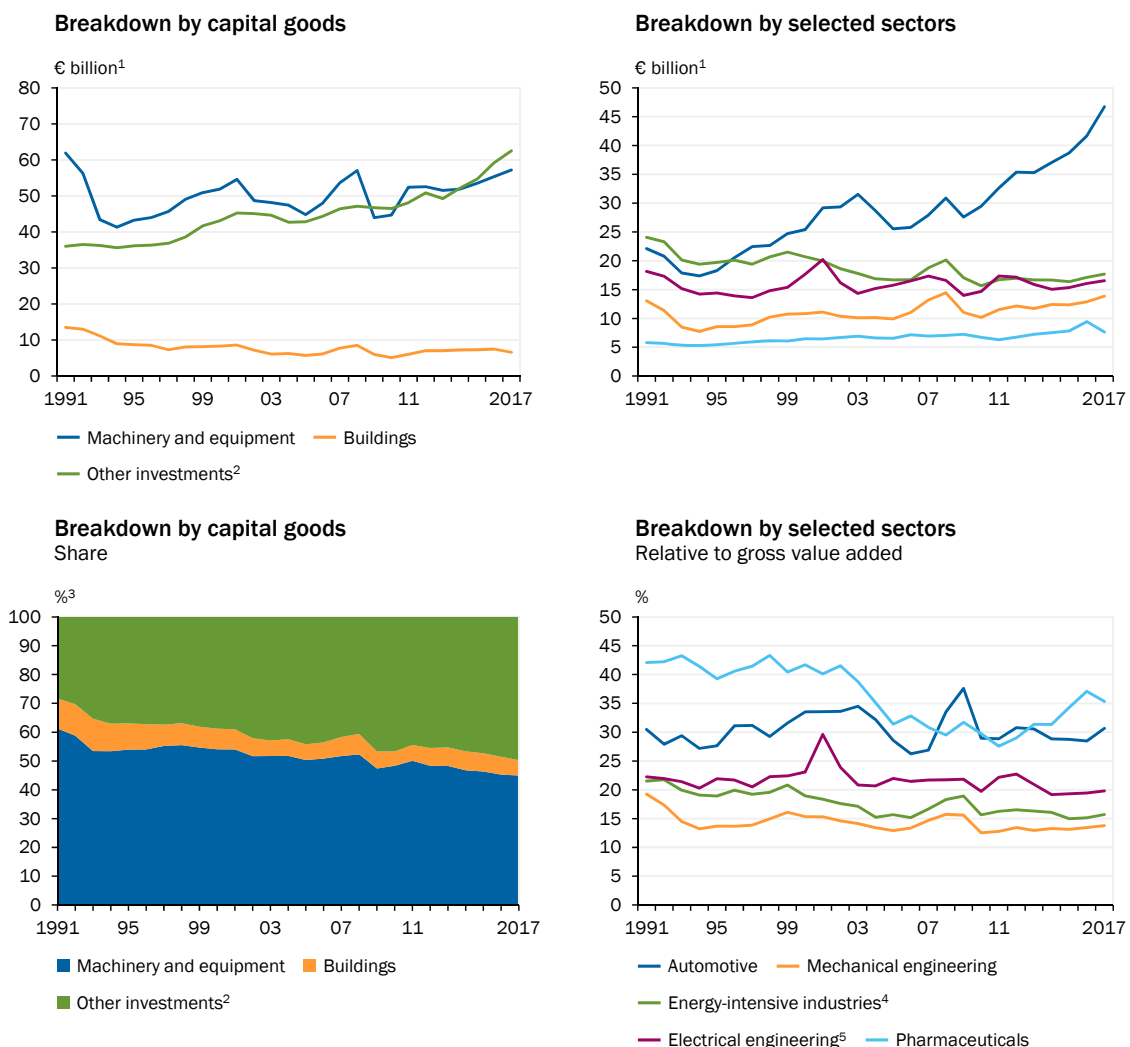 Breakdown by capital goods
€ billion¹
80
70
60
50
40
30
20
10
0
1991 95 99 03 07 11 2017
Machinery and equipment Buildings
Other investments²
Breakdown by selected sectors
€ billion¹
50
45
40
35
30
25
20
15
10
5
0
1991 95 99 03 07 11 2017
Breakdown by capital goods
Share
%³
100
90
80
70
60
50
40
30
20
10
0
1991 95 99 03 07 11 2017
Machinery and equipment Buildings
Other investments²
Breakdown by selected sectors
Relative to gross value added
%
50
45
40
35
30
25
20
15
10
5
0
1991 95 99 03 07 11 2017
Automotive Mechanical engineering
Energy-intensive industries⁴
Electrical engineering⁵ Pharmaceuticals